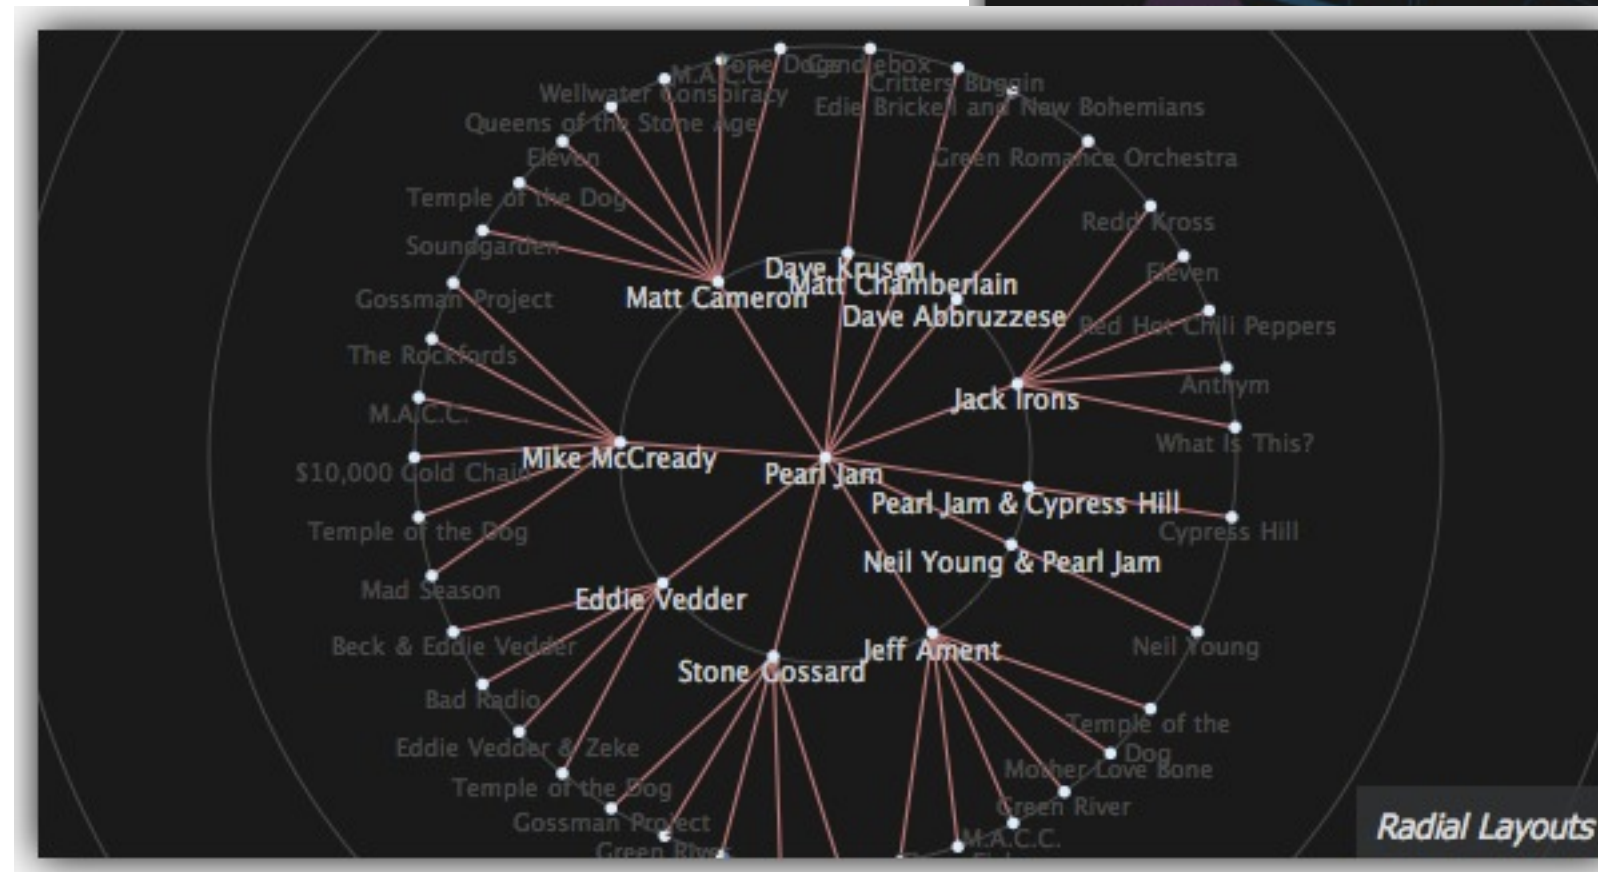 Stone Dogs
Candlebox
M.A.C.C.
Critters Buggin
Wellwater Conspiracy
Edie Brickell and New Bohemians
Queens of the Stone Age
Eleven
Green Romance Orchestra
Temple of the Dog
Redd Kross
Soundgarden
Dave Krusen
Eleven
Matt Chamberlain
Matt Cameron
Gossman Project
Dave Abbruzzese
Red Hot Chili Peppers
The Rockfords
Anthym
Jack Irons
M.A.C.C.
What Is This?
Mike McCready
$10,000 Gold Chain
Pearl Jam
Pearl Jam & Cypress Hill
Temple of the Dog
Cypress Hill
Neil Young & Pearl Jam
Mad Season
Eddie Vedder
Beck & Eddie Vedder
Jeff Ament
Neil Young
Stone Gossard
Bad Radio
Temple of the
Dog
Eddie Vedder & Zeke
Mother Love Bone
Temple of the Dog
Green River
Gossman Project
Radial Layouts
M.A.C.C.
Green River